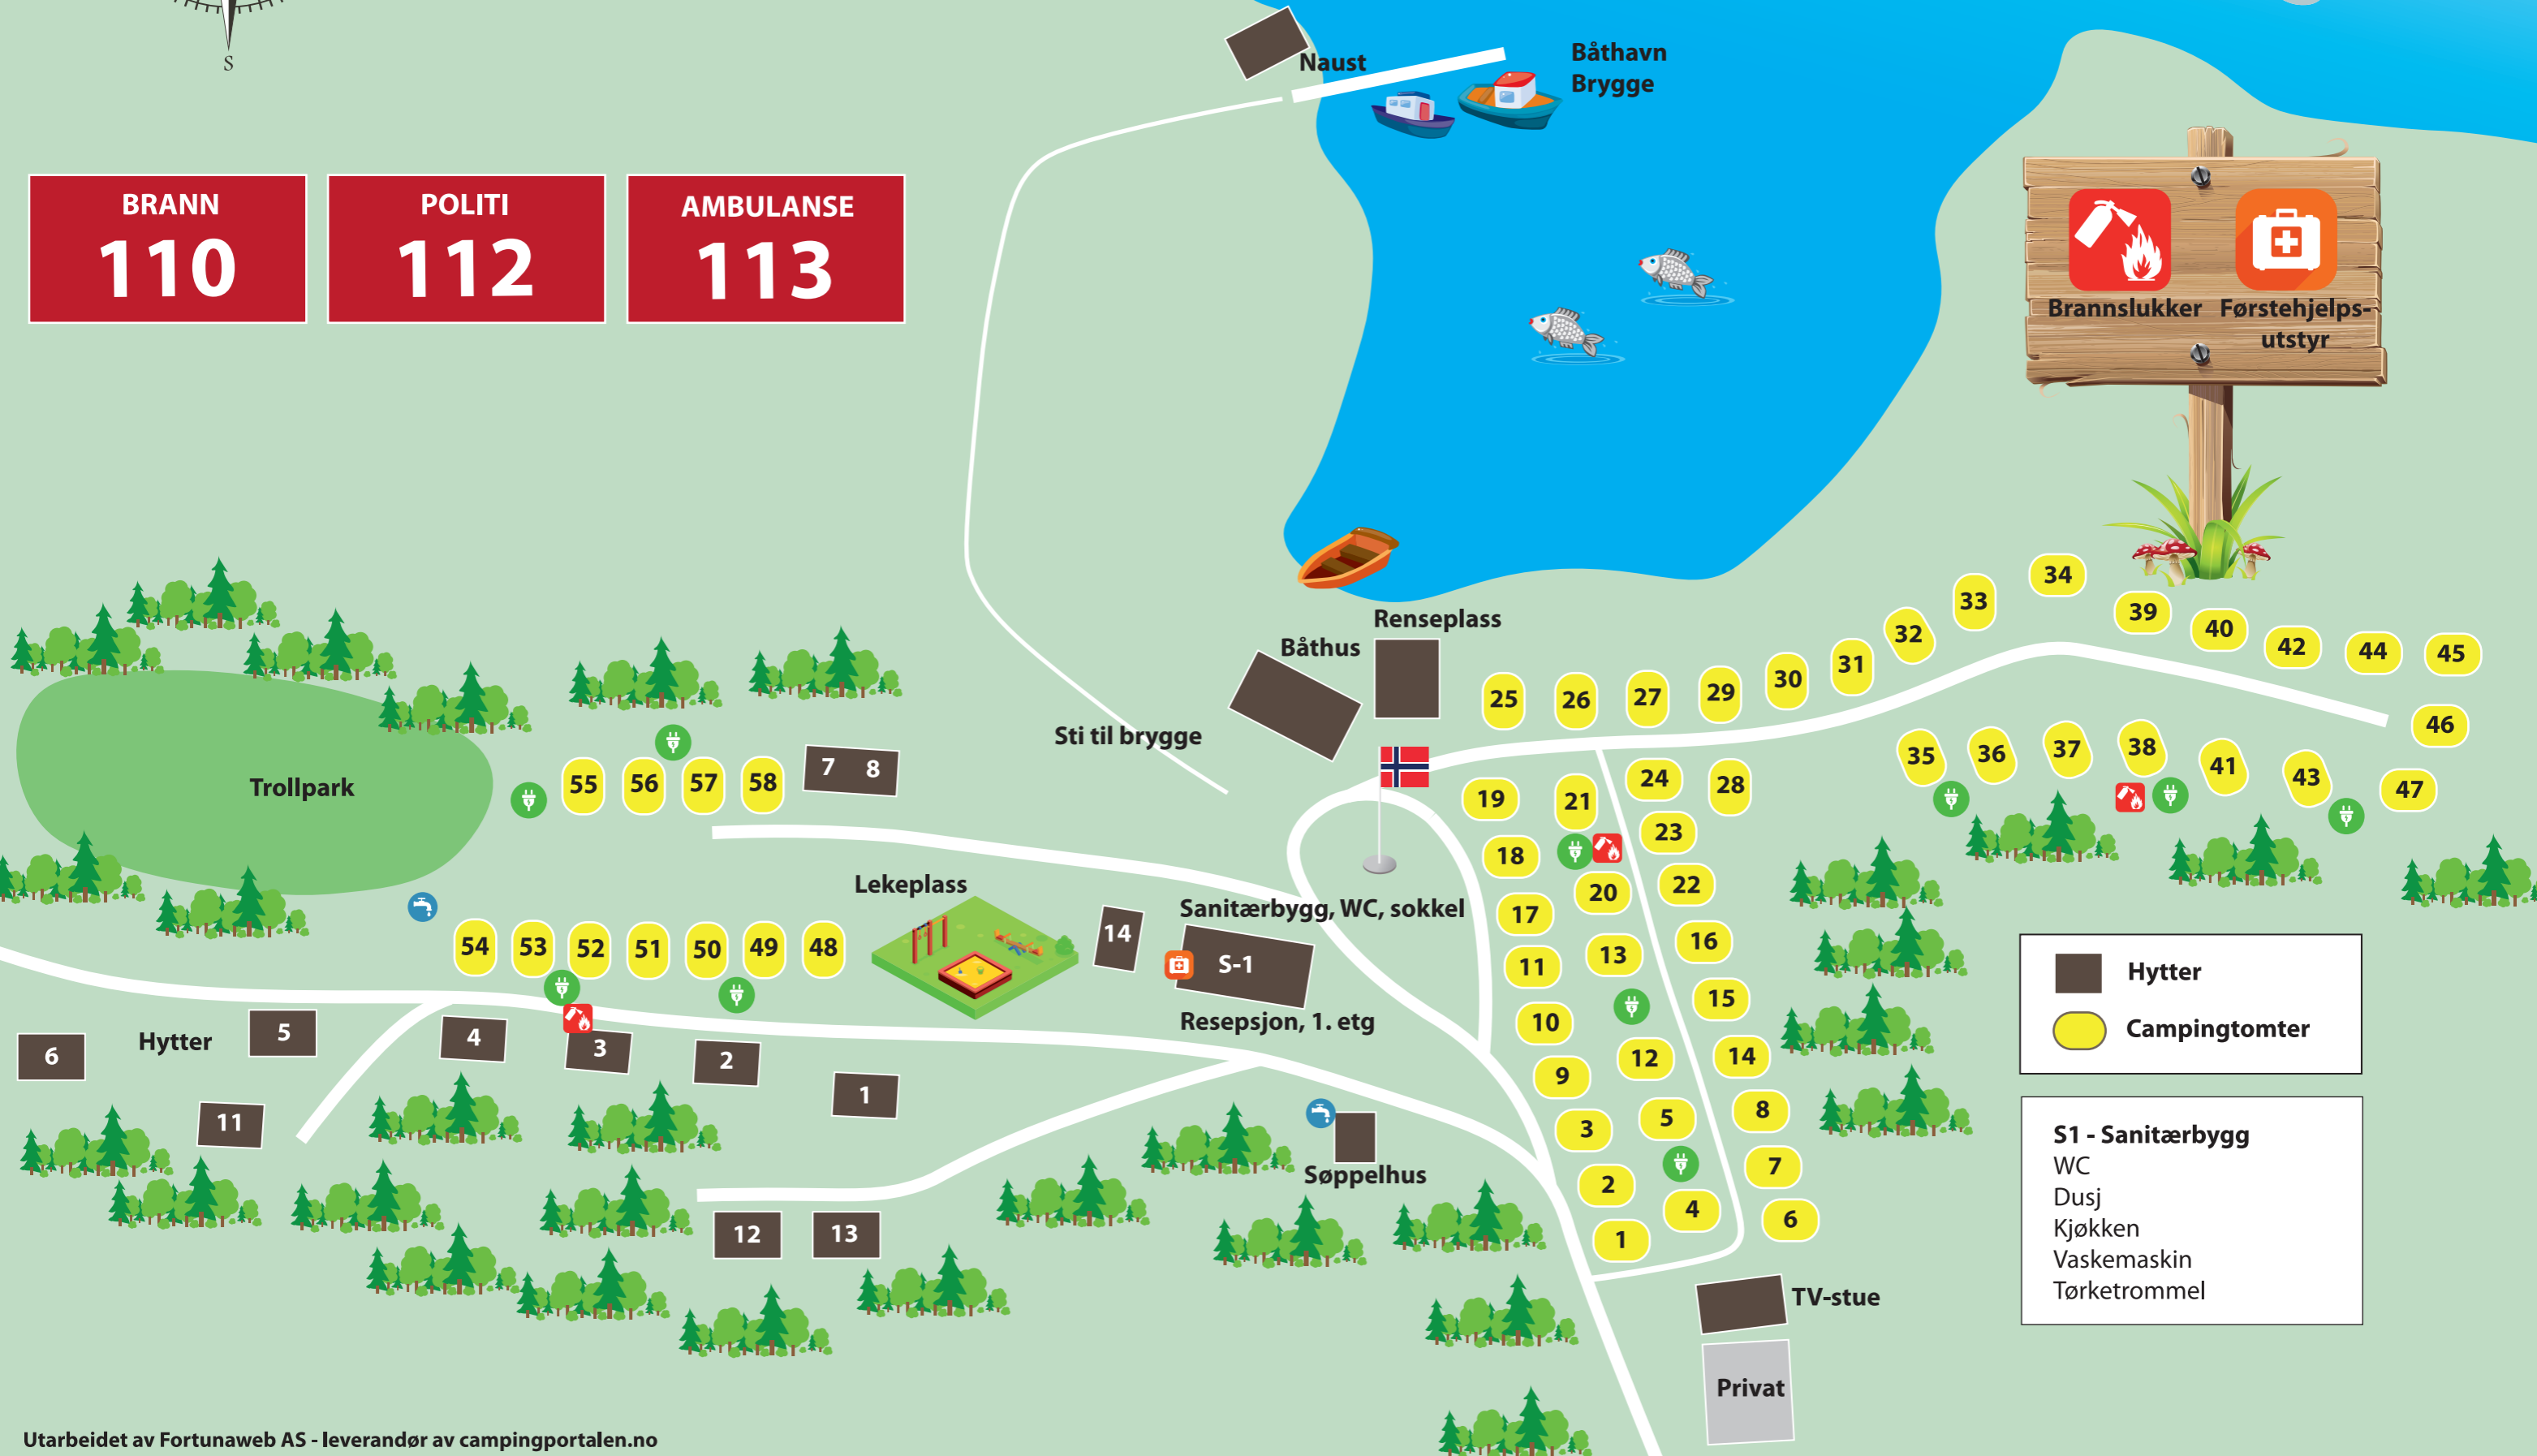 S
Naust
Båthavn
Brygge
BRANN
110
POLITI
112
AMBULANSE
113
Brannslukker
Førstehjelps-
utstyr
Renseplass
Båthus
Sti til brygge
Trollpark
55 56 57 58
7 8
25 26 27 29 30 31 32 33 34
39 40 42 44 45
46
35 36 37 38 41 43 47
19 21 24 28
18 23
20 22
17
11 13 16
10 15
9 12 14
3 5 8
2 7
1 4 6
Lekeplass
54 53 52 51 50 49 48
14
Sanitærbygg, WC, sokkel
S-1
Resepsjon, 1. etg
Hytter
6 5 4 3 2 1
11
12 13
Søppelhus
TV-stue
Privat
Hytter
Campingtomter
S1 - Sanitærbygg
WC
Dusj
Kjøkken
Vaskemaskin
Tørketrommel
Utarbeidet av Fortunaweb AS - leverandør av campingportalen.no